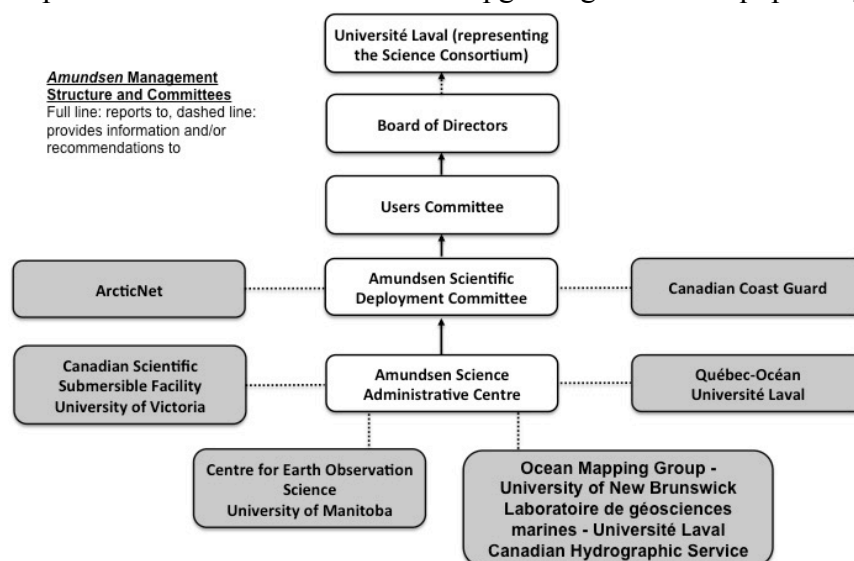 Université Laval (representing
the Science Consortium)
Amundsen Management
Structure and Committees
Full line: reports to, dashed line:
provides information and/or
recommendations to
Board of Directors
Users Committee
ArcticNet
Amundsen Scientific
Deployment Committee
Canadian Coast Guard
Canadian Scientific
Submersible Facility
University of Victoria
Amundsen Science
Administrative Centre
Québec-Océan
Université Laval
Centre for Earth Observation
Science
University of Manitoba
Ocean Mapping Group -
University of New Brunswick
Laboratoire de géosciences
marines - Université Laval
Canadian Hydrographic Service